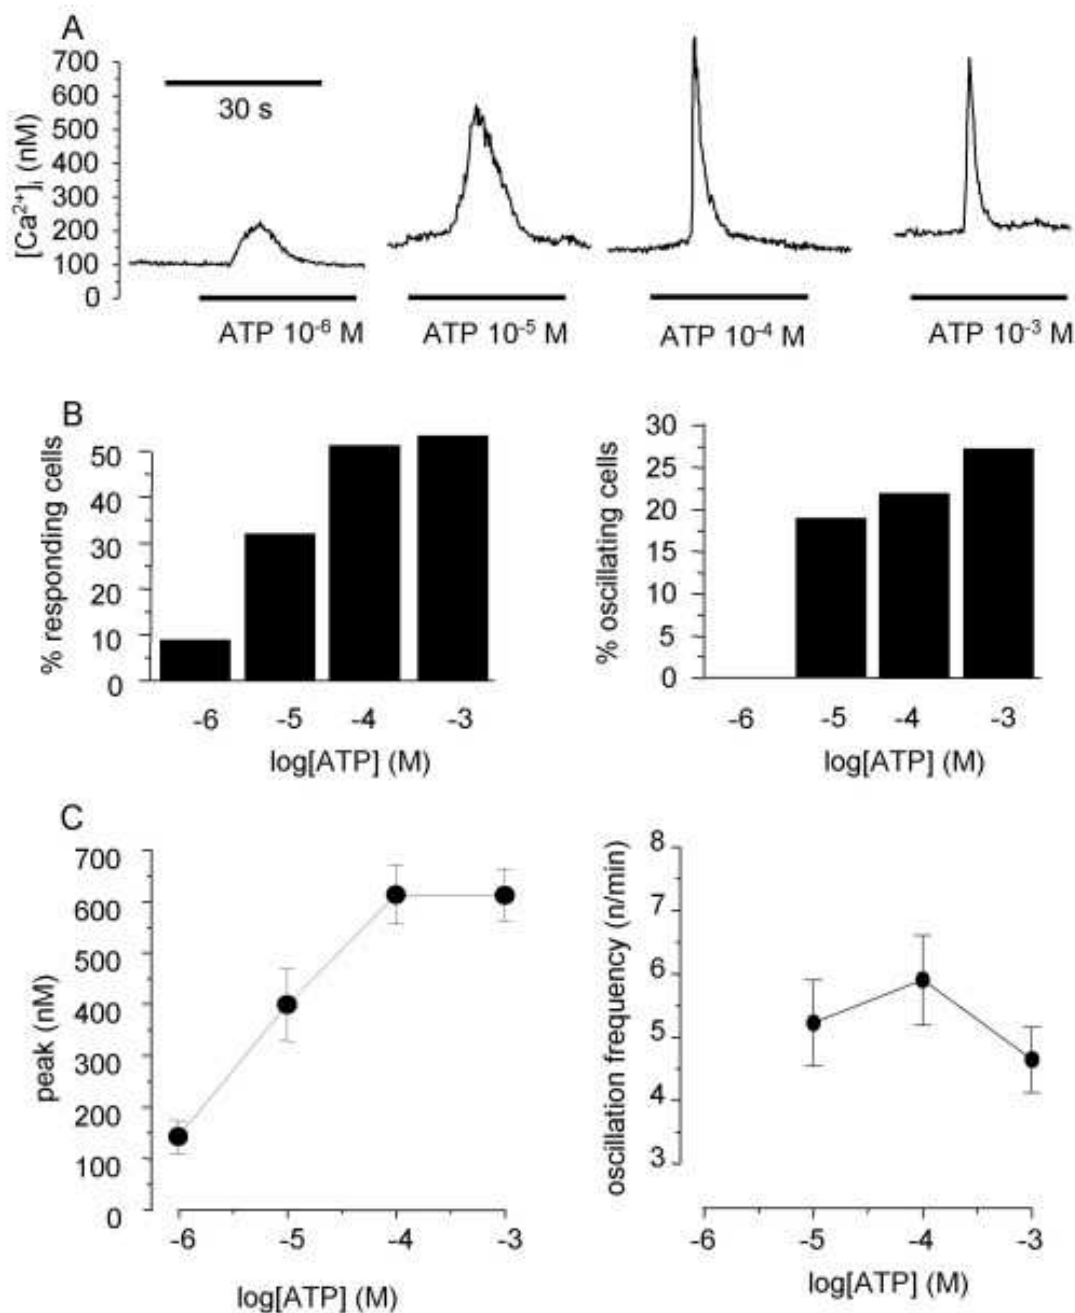 A
700
600
500
400
300
200
100
0
[Ca²⁺]ᵢ (nM)
30 s
ATP 10⁻⁶ M
ATP 10⁻⁵ M
ATP 10⁻⁴ M
ATP 10⁻³ M
B
50
40
30
20
10
0
% responding cells
-6 -5 -4 -3
log[ATP] (M)
30
25
20
15
10
5
0
% oscillating cells
-6 -5 -4 -3
log[ATP] (M)
C
700
600
500
400
300
200
100
0
peak (nM)
-6 -5 -4 -3
log[ATP] (M)
8
7
6
5
4
3
oscillation frequency (n/min)
-6 -5 -4 -3
log[ATP] (M)